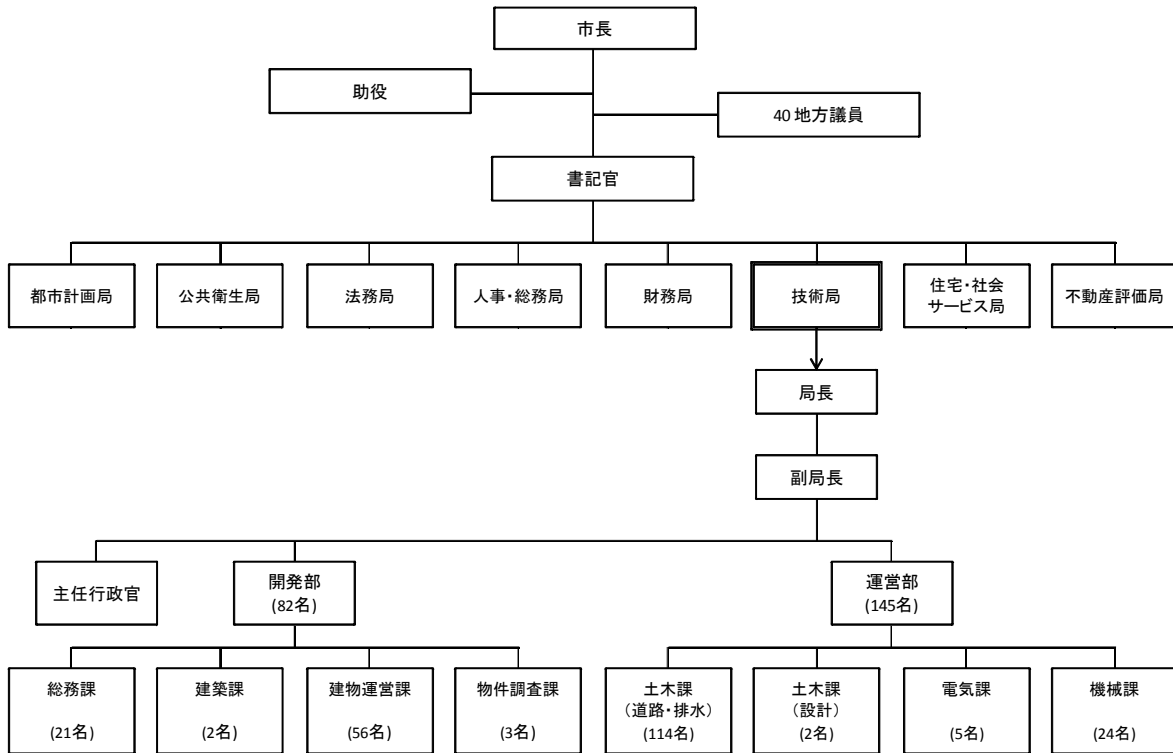 市長
助役
40 地方議員
書記官
都市計画局
公共衛生局
法務局
人事・総務局
財務局
技術局
住宅・社会
サービス局
不動産評価局
局長
副局長
主任行政官
開発部
(82名)
運営部
(145名)
総務課
(21名)
建築課
(2名)
建物運営課
(56名)
物件調査課
(3名)
土木課
（道路・排水）
(114名)
土木課
（設計）
(2名)
電気課
(5名)
機械課
(24名)